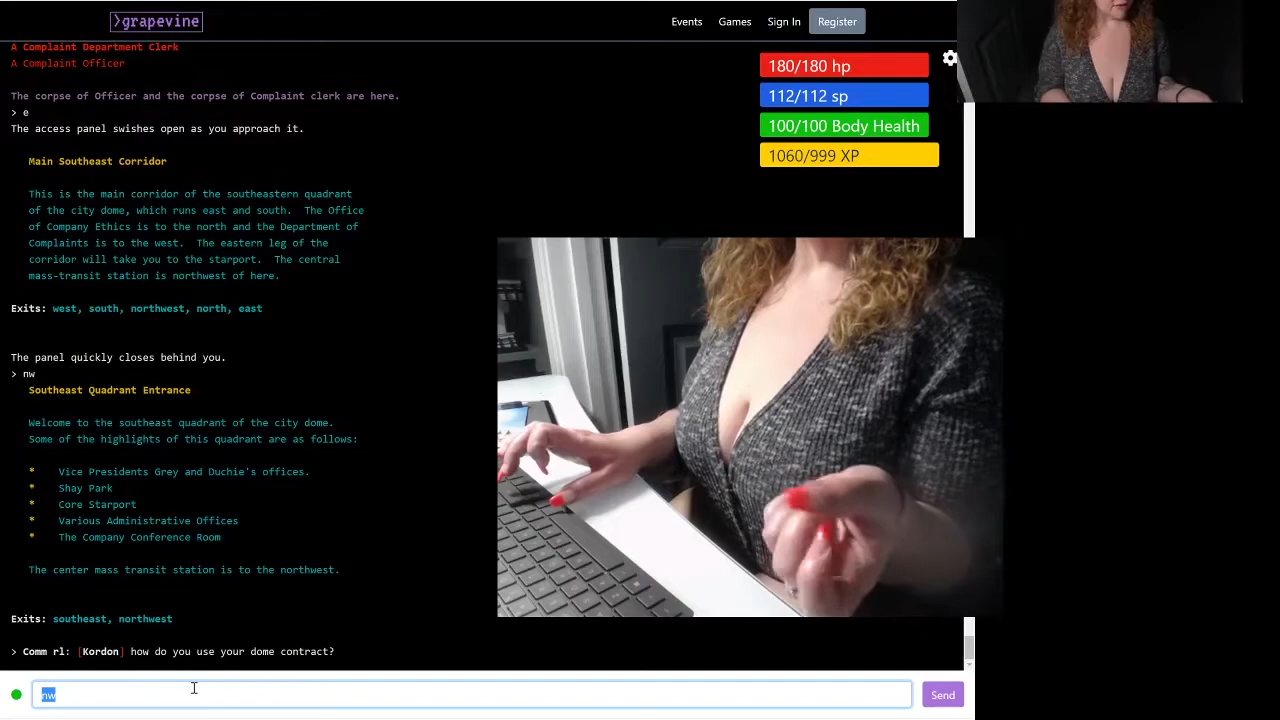 >grapevine
Events Games Sign In Register
A Complaint Department Clerk
A Complaint Officer
The corpse of Officer and the corpse of Complaint clerk are here.
> e
The access panel swishes open as you approach it.
Main Southeast Corridor
This is the main corridor of the southeastern quadrant
of the city dome, which runs east and south. The Office
of Company Ethics is to the north and the Department of
Complaints is to the west. The eastern leg of the
corridor will take you to the starport. The central
mass-transit station is northwest of here.
Exits: west, south, northwest, north, east
The panel quickly closes behind you.
> nw
Southeast Quadrant Entrance
Welcome to the southeast quadrant of the city dome.
Some of the highlights of this quadrant are as follows:
* Vice Presidents Grey and Duchie's offices.
* Shay Park
* Core Starport
* Various Administrative Offices
* The Company Conference Room
The center mass transit station is to the northwest.
Exits: southeast, northwest
> Comm rl: [Kordon] how do you use your dome contract?
nw
Send
180/180 hp
112/112 sp
100/100 Body Health
1060/999 XP